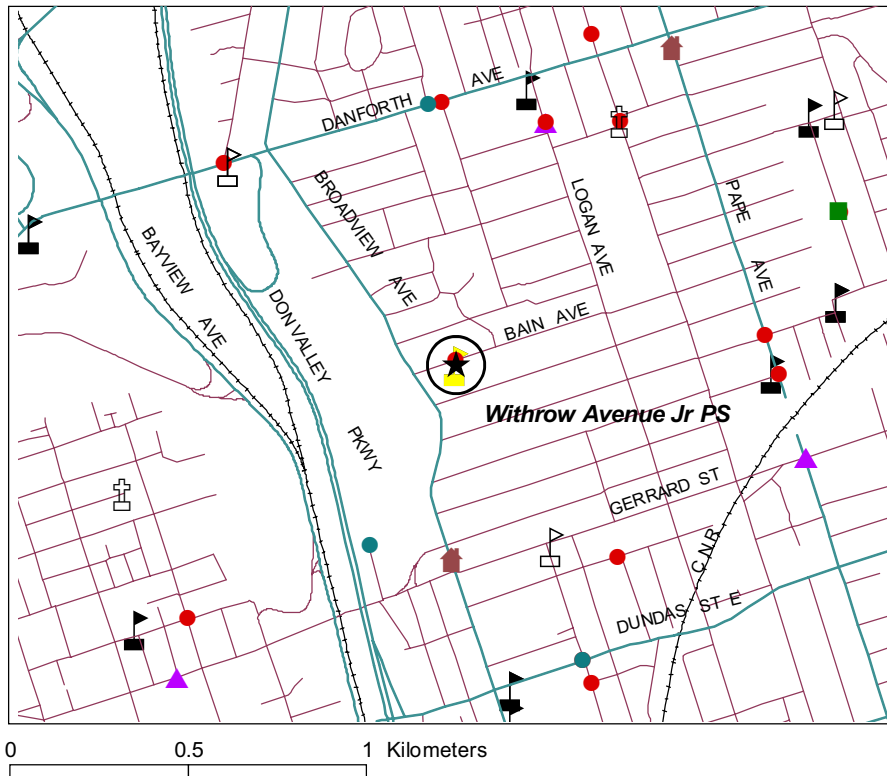 DANFORTH AVE
BROADVIEW AVE
BAYVIEW AVE
LOGAN AVE
PAPE AVE
DON VALLEY PKWY
BAIN AVE
Withrow Avenue Jr PS
GERRARD ST
C.N.R.
DUNDAS ST E
0 0.5 1 Kilometers